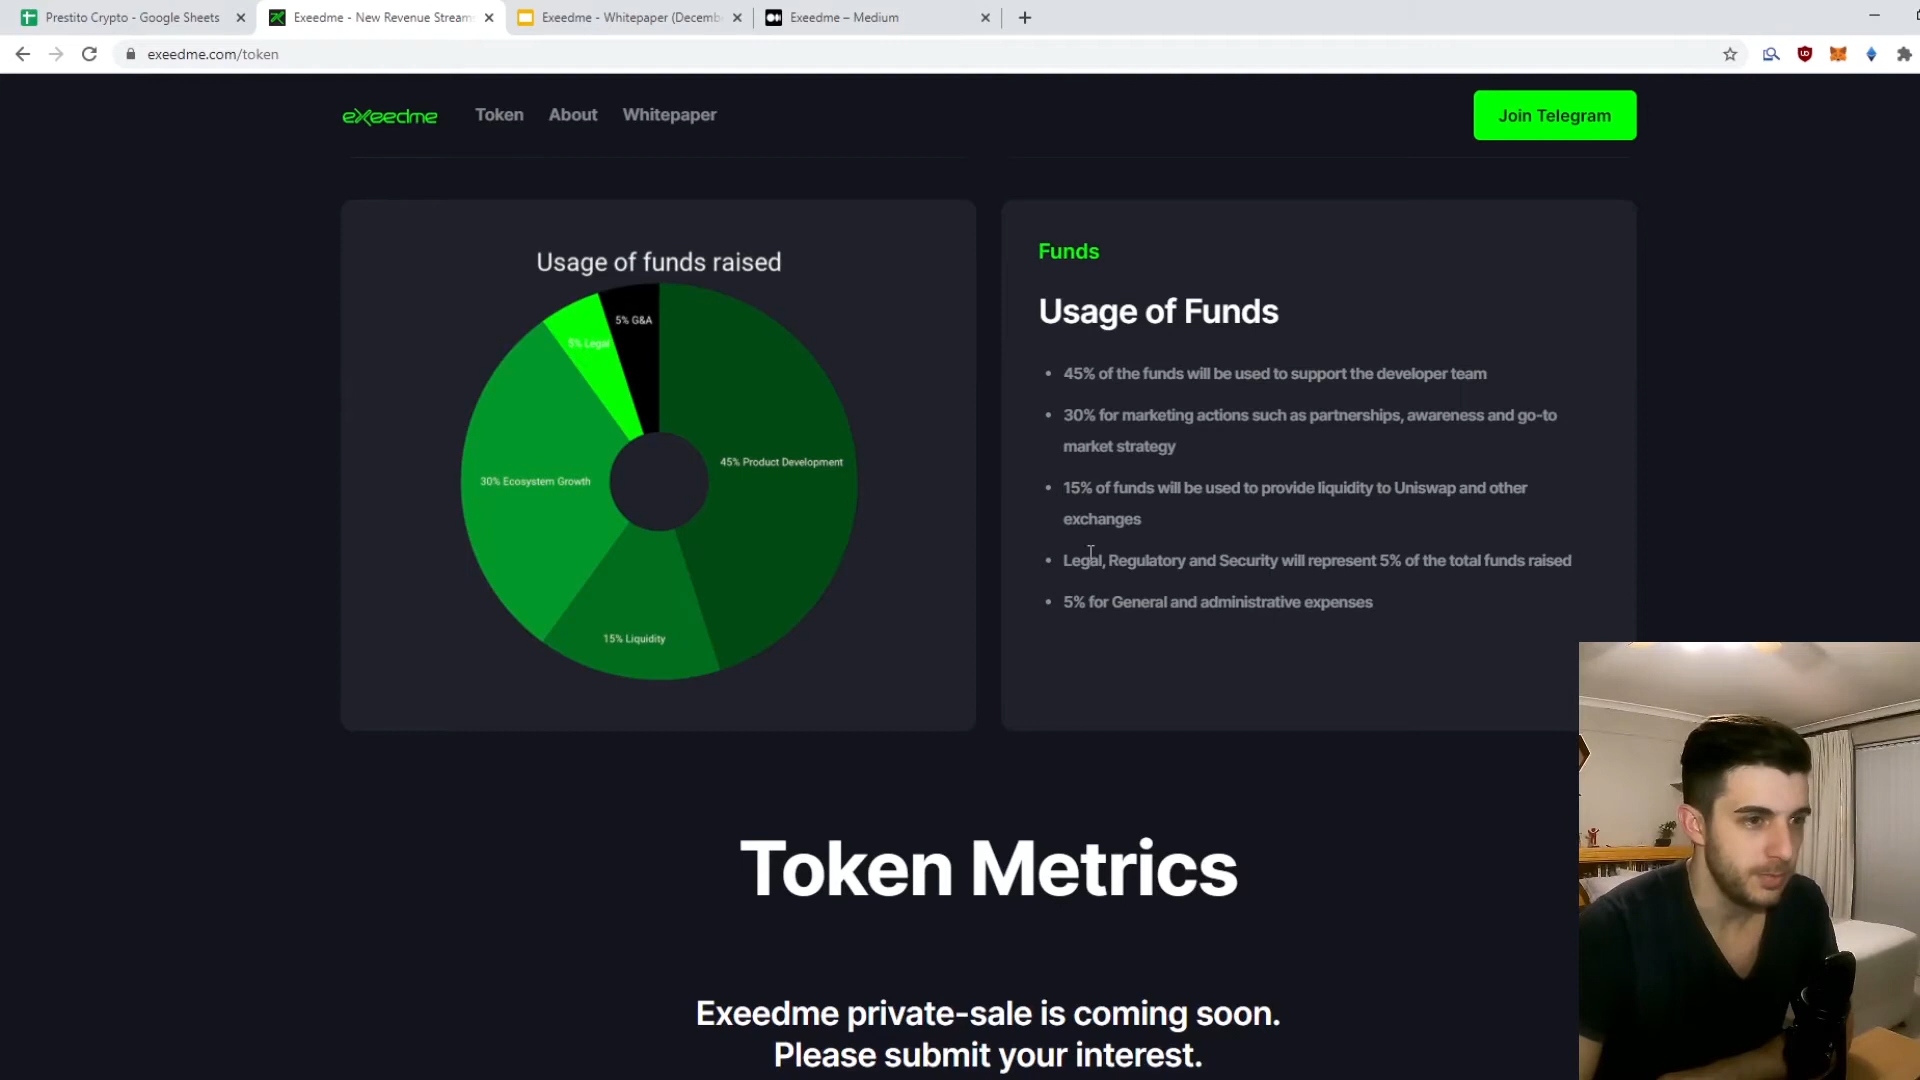 Prestito Crypto - Google Sheets
Exeedme - New Revenue Stream
Exeedme - Whitepaper (Decemb
Exeedme – Medium
exeedme.com/token
exeedme
Token
About
Whitepaper
Join Telegram
Usage of funds raised
5% G&A
5% Legal
45% Product Development
30% Ecosystem Growth
15% Liquidity
Funds
Usage of Funds
• 45% of the funds will be used to support the developer team
• 30% for marketing actions such as partnerships, awareness and go-to
market strategy
• 15% of funds will be used to provide liquidity to Uniswap and other
exchanges
• Legal, Regulatory and Security will represent 5% of the total funds raised
• 5% for General and administrative expenses
Token Metrics
Exeedme private-sale is coming soon.
Please submit your interest.